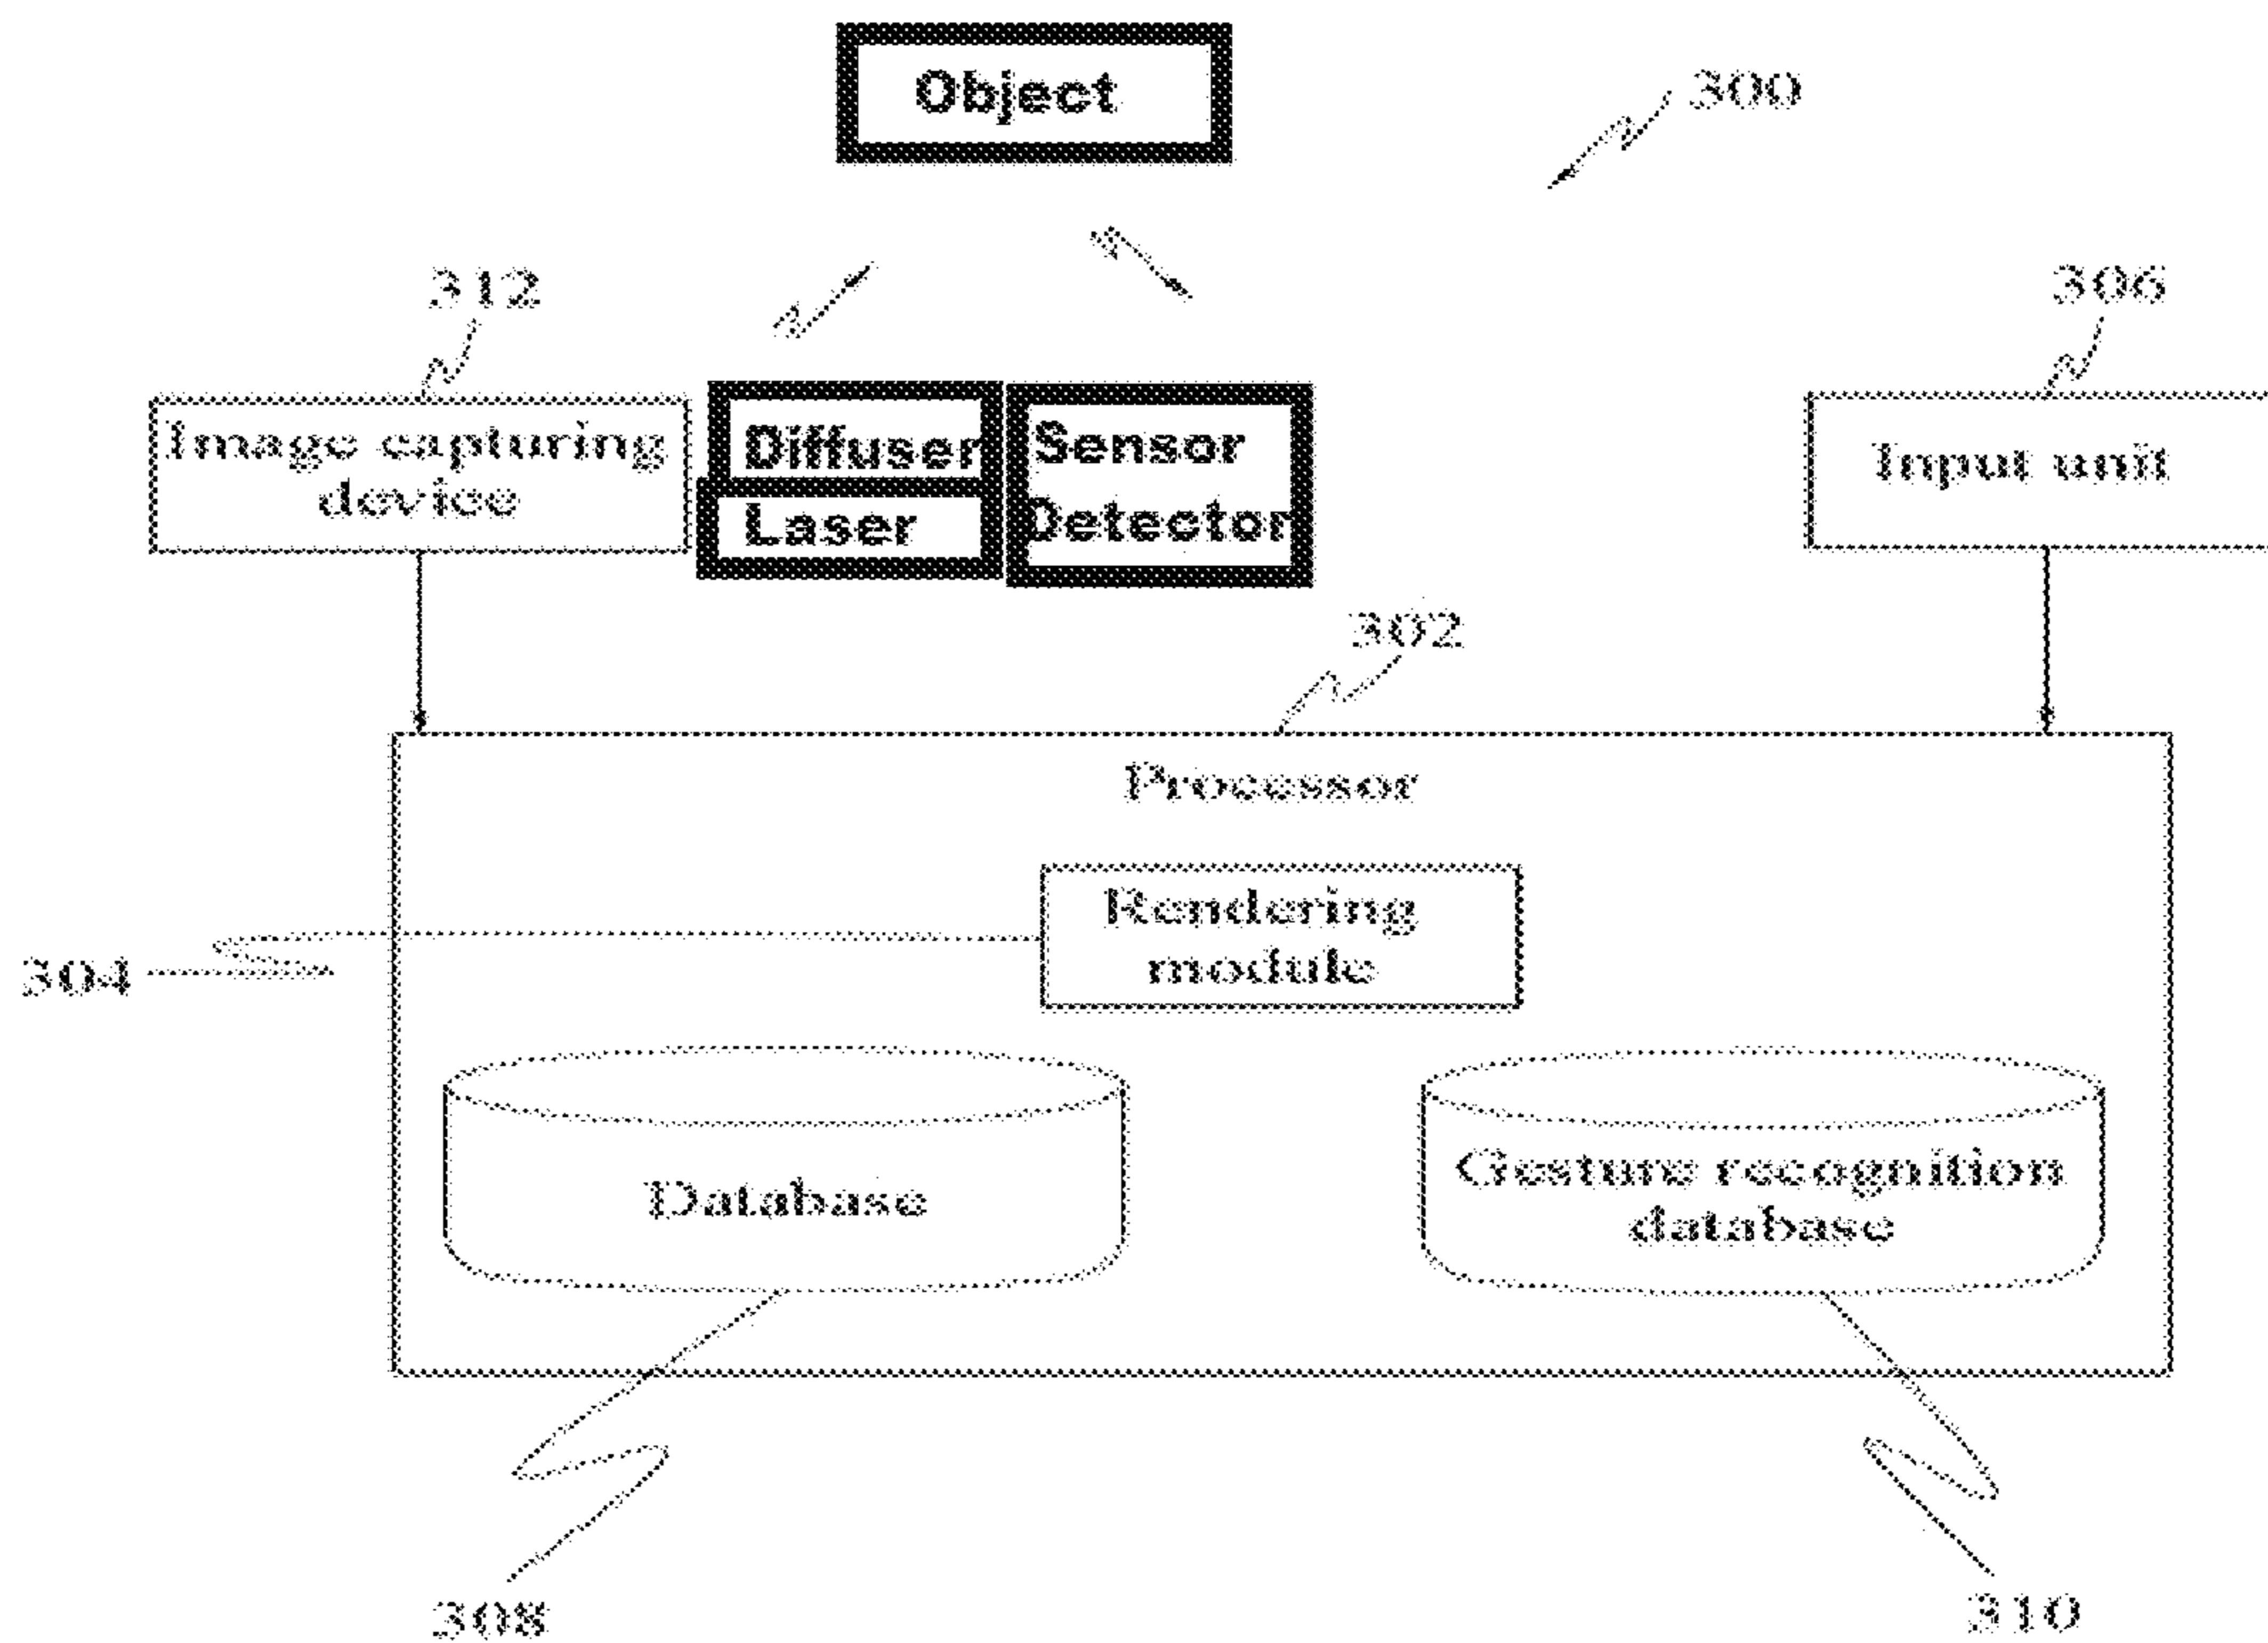 Object
300
312
306
Image capturing
device
Diffuser
Laser
Sensor
Detector
Input unit
302
Processor
Rendering
module
304
Database
Gesture recognition
database
308
310